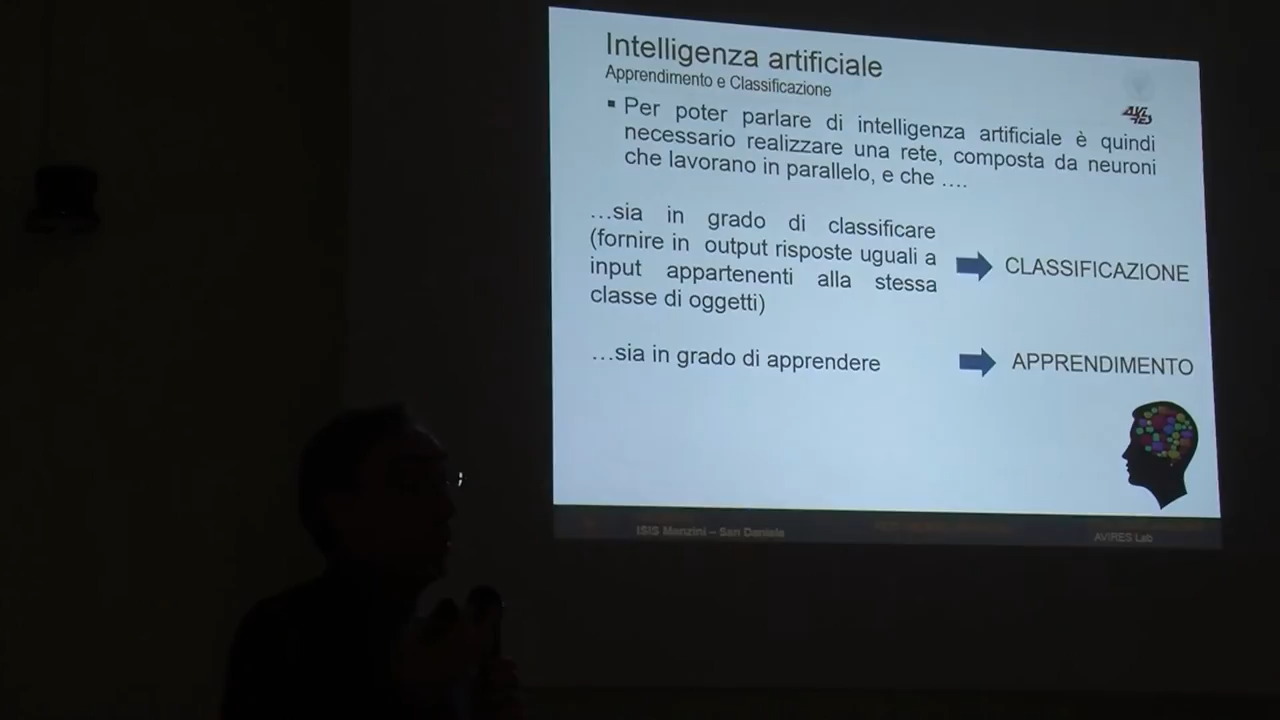 Intelligenza artificiale
Apprendimento e Classificazione
▪ Per poter parlare di intelligenza artificiale è quindi
necessario realizzare una rete, composta da neuroni
che lavorano in parallelo, e che ….
…sia in grado di classificare
(fornire in output risposte uguali a
input appartenenti alla stessa
classe di oggetti)
CLASSIFICAZIONE
…sia in grado di apprendere
APPRENDIMENTO
ISIS Manzini – San Daniele
AVIRES Lab